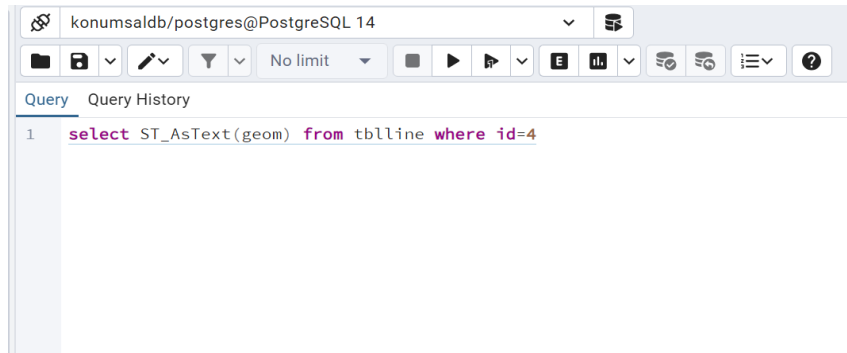 konumsaldb/postgres@PostgreSQL 14
No limit
E
Query Query History
1 select ST_AsText(geom) from tblline where id=4